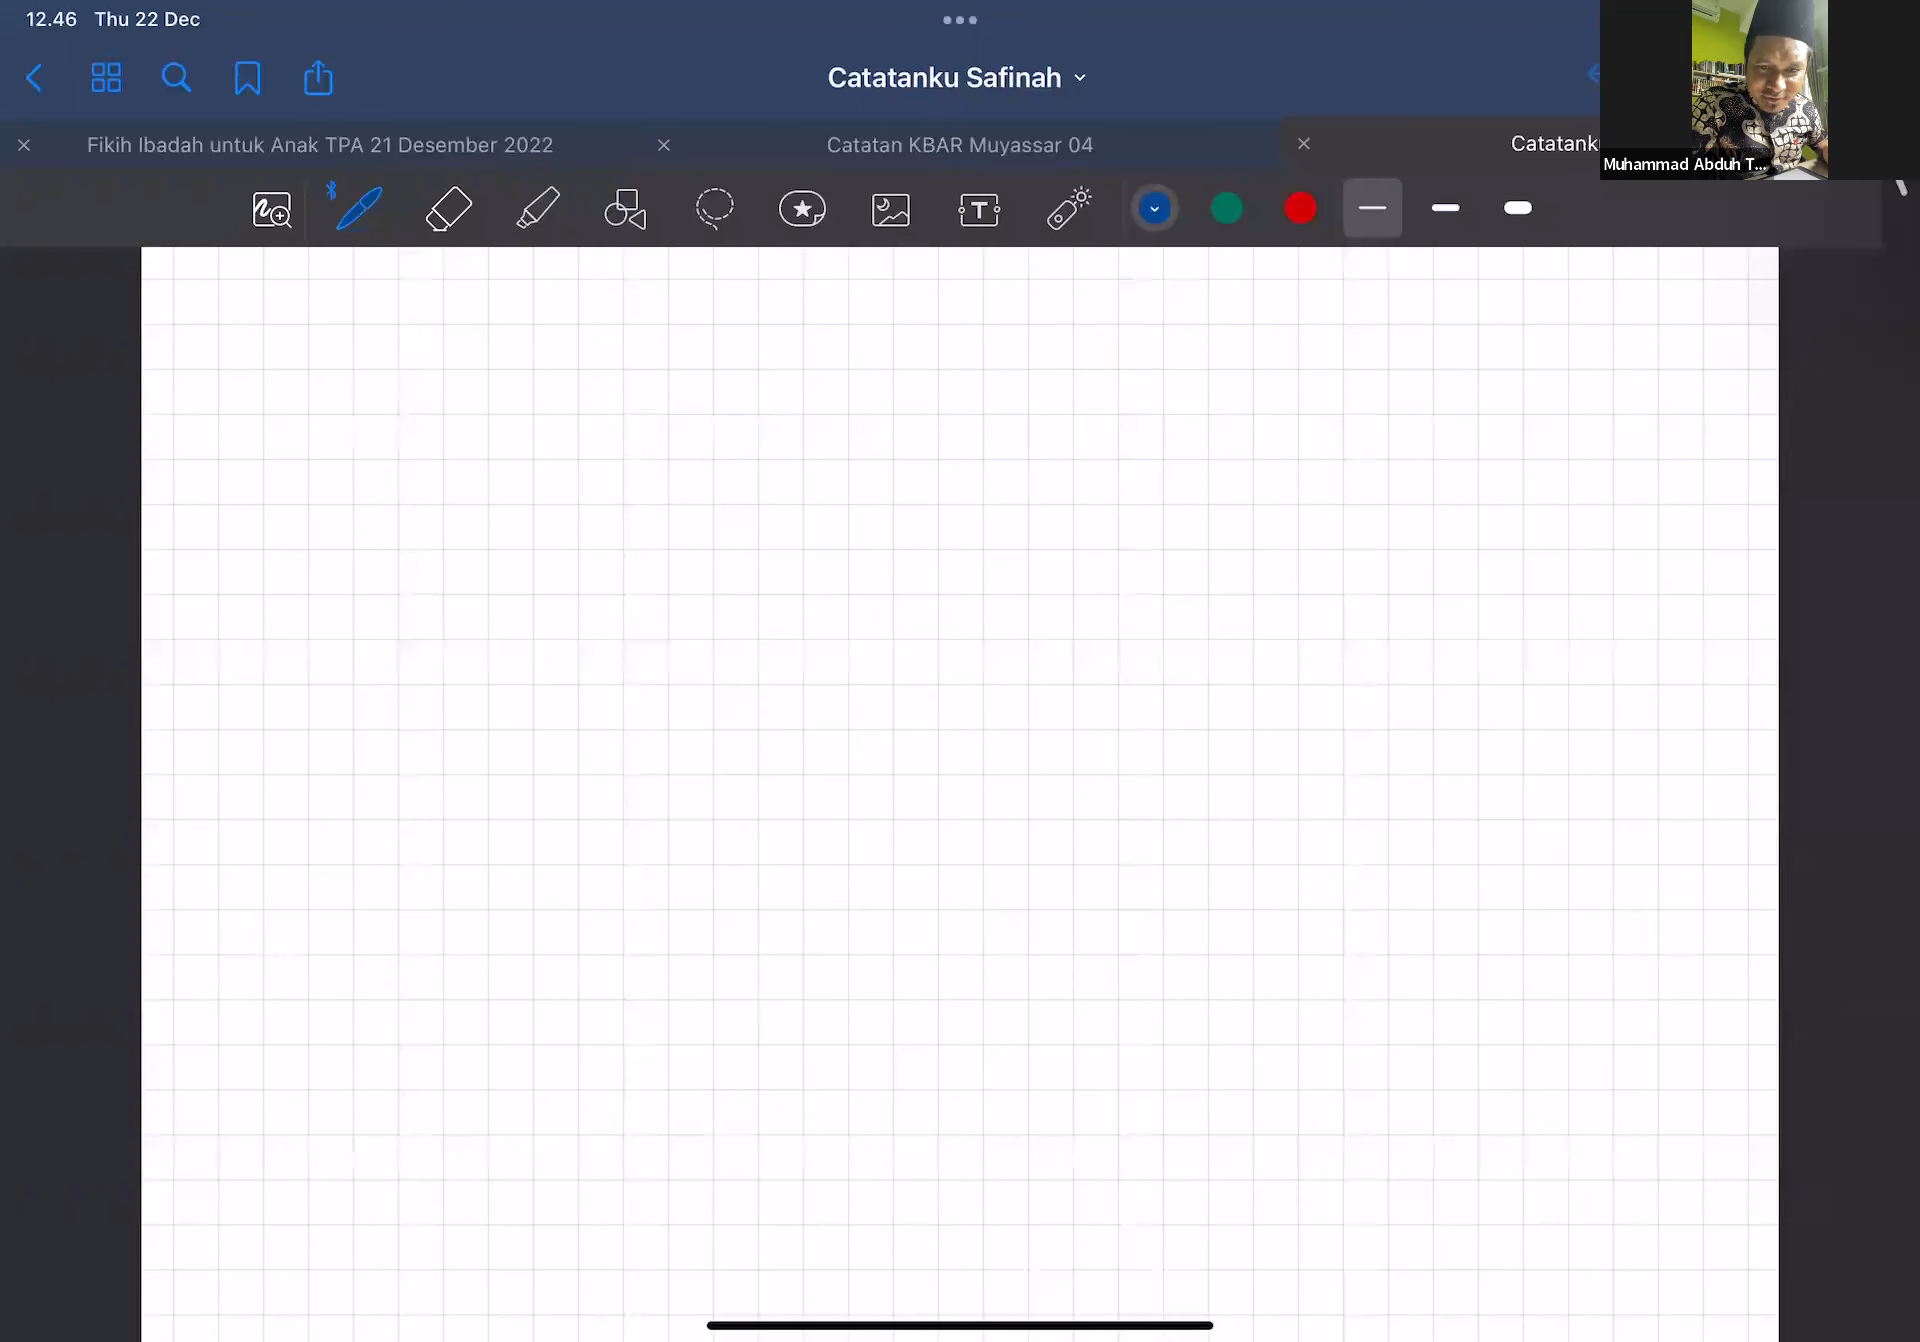 12.46 Thu 22 Dec
Catatanku Safinah
Fikih Ibadah untuk Anak TPA 21 Desember 2022
Catatan KBAR Muyassar 04
Catatank
Muhammad Abduh T...
T